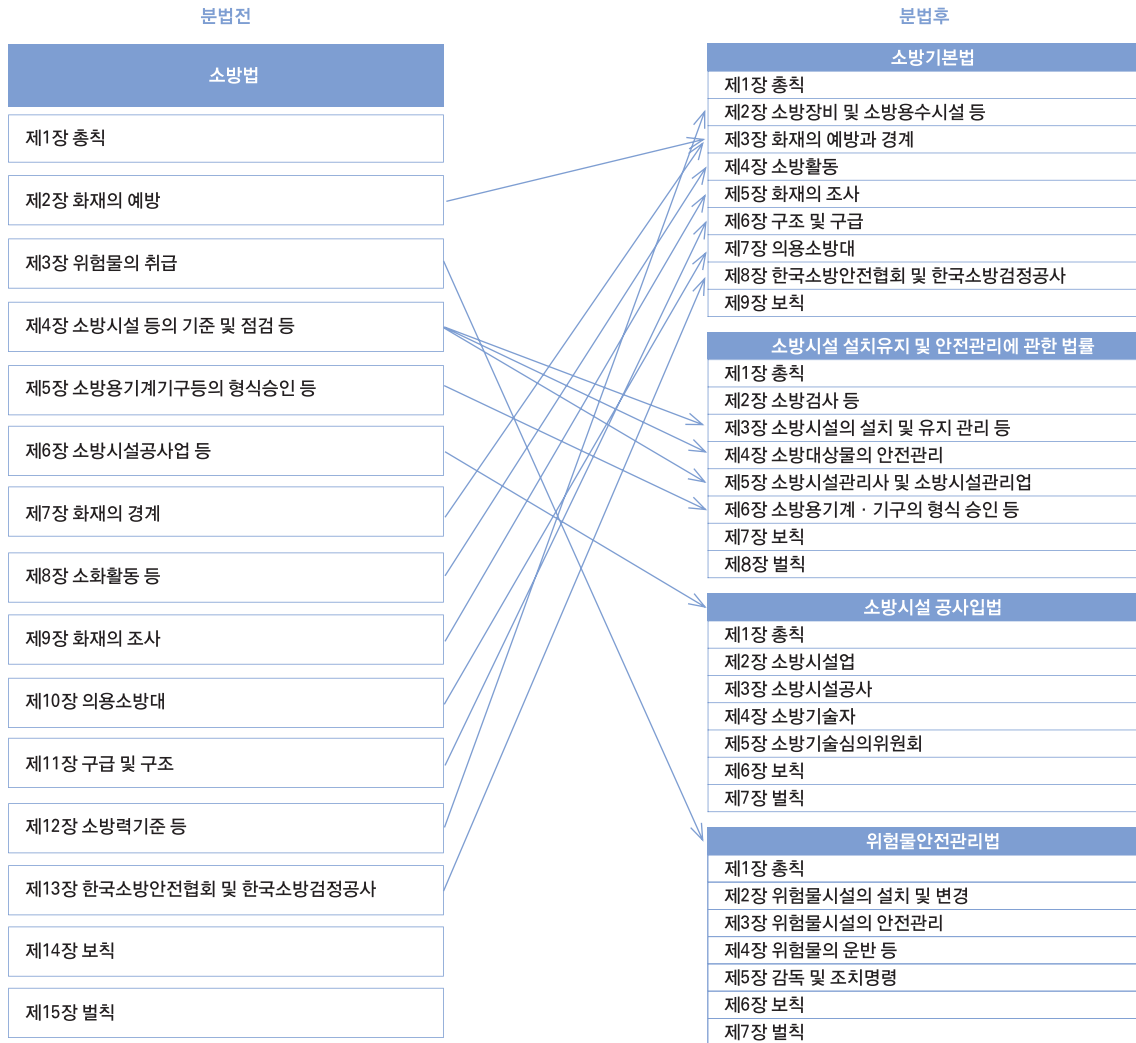 분법전
소방법
제1장 총칙
제2장 화재의 예방
제3장 위험물의 취급
제4장 소방시설 등의 기준 및 점검 등
제5장 소방용기계기구등의 형식승인 등
제6장 소방시설공사업 등
제7장 화재의 경계
제8장 소화활동 등
제9장 화재의 조사
제10장 의용소방대
제11장 구급 및 구조
제12장 소방력기준 등
제13장 한국소방안전협회 및 한국소방검정공사
제14장 보칙
제15장 벌칙
분법후
소방기본법
제1장 총칙
제2장 소방장비 및 소방용수시설 등
제3장 화재의 예방과 경계
제4장 소방활동
제5장 화재의 조사
제6장 구조 및 구급
제7장 의용소방대
제8장 한국소방안전협회 및 한국소방검정공사
제9장 보칙
소방시설 설치유지 및 안전관리에 관한 법률
제1장 총칙
제2장 소방검사 등
제3장 소방시설의 설치 및 유지 관리 등
제4장 소방대상물의 안전관리
제5장 소방시설관리사 및 소방시설관리업
제6장 소방용기계 · 기구의 형식 승인 등
제7장 보칙
제8장 벌칙
소방시설 공사입법
제1장 총칙
제2장 소방시설업
제3장 소방시설공사
제4장 소방기술자
제5장 소방기술심의위원회
제6장 보칙
제7장 벌칙
위험물안전관리법
제1장 총칙
제2장 위험물시설의 설치 및 변경
제3장 위험물시설의 안전관리
제4장 위험물의 운반 등
제5장 감독 및 조치명령
제6장 보칙
제7장 벌칙